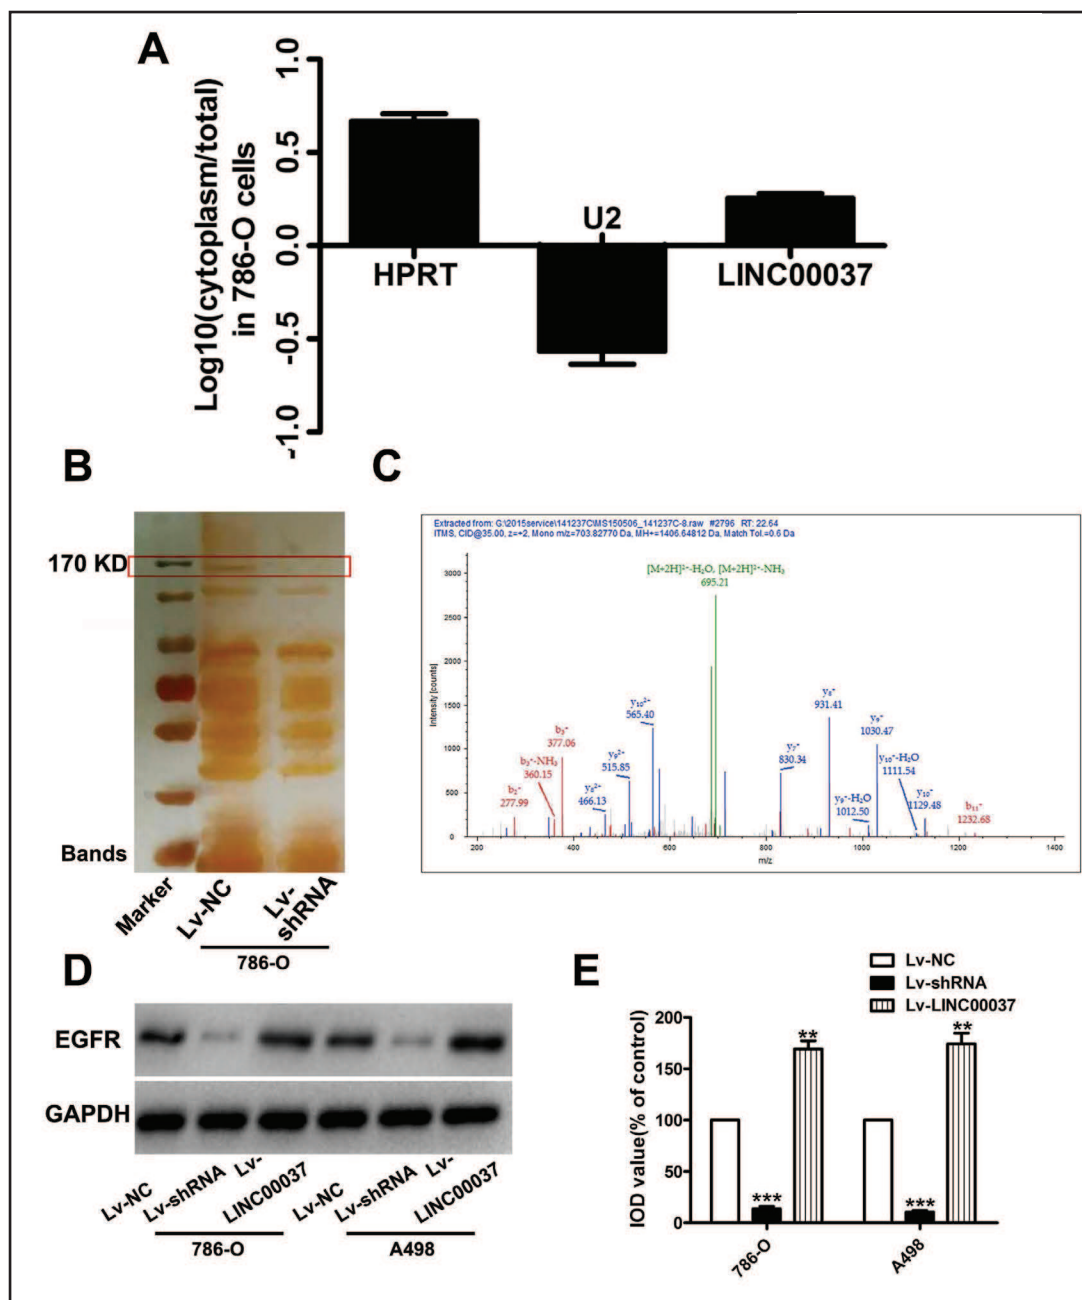 A
Log10(cytoplasm/total)
in 786-O cells
1.0
0.5
0.0
-0.5
-1.0
HPRT
U2
LINC00037
B
170 KD
Bands
Marker
Lv-NC
Lv-
shRNA
786-O
C
Extracted from: G:\2015service\141237C\MS150506_141237C-8.raw #2796 RT: 22.64
ITMS, CID@35.00, z=+2, Mono m/z=703.82770 Da, MH+=1406.64812 Da, Match Tol.=0.6 Da
Intensity [counts]
3000
2500
2000
1500
1000
500
0
[M+2H]²⁺-H₂O, [M+2H]²⁺-NH₃
695.21
b₂⁺
277.99
b₃⁺-NH₃
360.15
b₃⁺
377.06
y₈²⁺
466.13
y₉²⁺
515.85
y₁₀²⁺
565.40
y₇⁺
830.34
y₈⁺
931.41
y₉⁺
1030.47
y₁₀⁺-H₂O
1111.54
y₉⁺-H₂O
1012.50
y₁₀⁺
1129.48
b₁₁⁺
1232.68
200 400 600 800 1000 1200 1400
m/z
D
EGFR
GAPDH
Lv-NC
Lv-shRNA
Lv-
LINC00037
Lv-NC
Lv-shRNA
Lv-
LINC00037
786-O
A498
E
Lv-NC
Lv-shRNA
Lv-LINC00037
IOD value(% of control)
200
150
100
50
0
***
**
***
**
786-O
A498